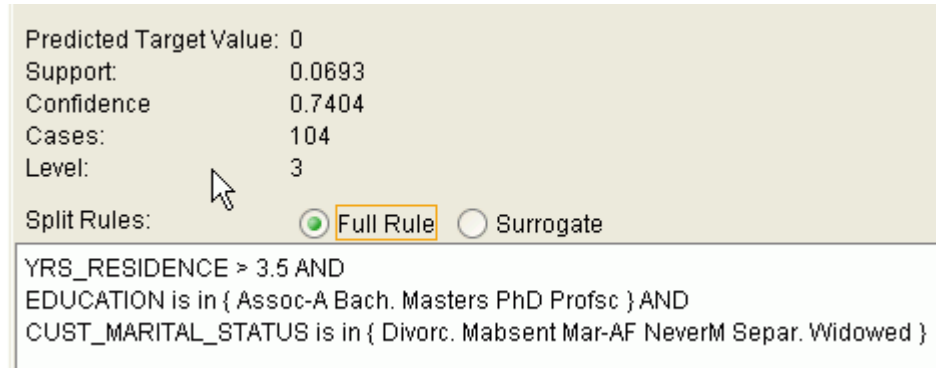 Predicted Target Value: 0
Support: 0.0693
Confidence 0.7404
Cases: 104
Level: 3
Split Rules: Full Rule Surrogate
YRS_RESIDENCE > 3.5 AND
EDUCATION is in { Assoc-A Bach. Masters PhD Profsc } AND
CUST_MARITAL_STATUS is in { Divorc. Mabsent Mar-AF NeverM Separ. Widowed }